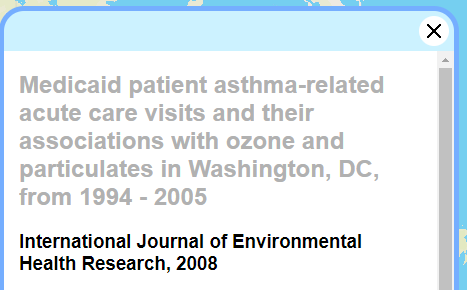 Medicaid patient asthma-related
acute care visits and their
associations with ozone and
particulates in Washington, DC,
from 1994 - 2005
International Journal of Environmental
Health Research, 2008